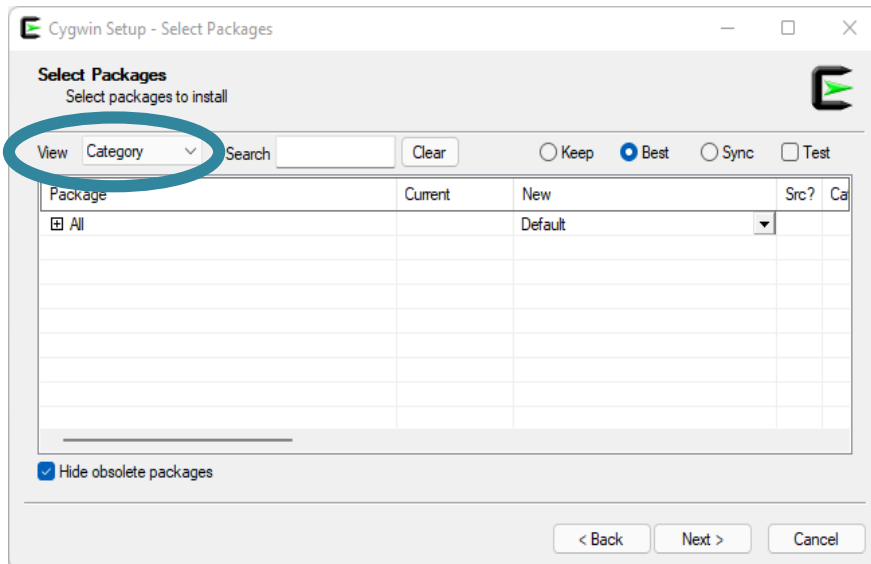 Cygwin Setup - Select Packages
Select Packages
Select packages to install
View Category Search Clear Keep Best Sync Test
Package Current New Src? Ca
All Default
Hide obsolete packages
< Back Next > Cancel